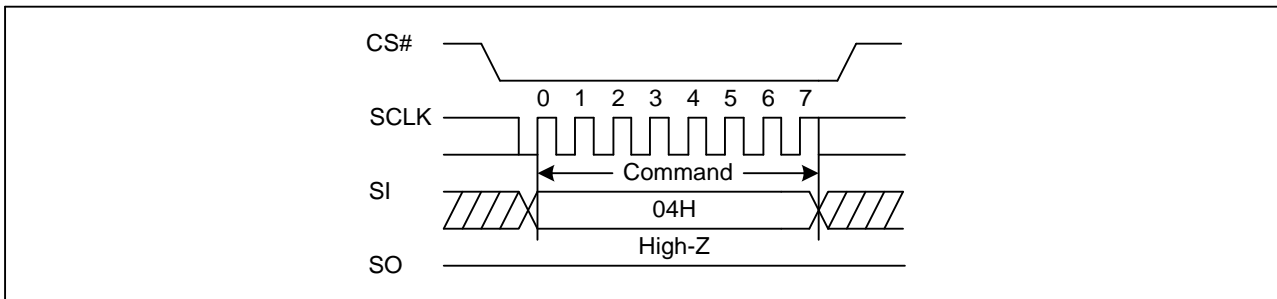 CS#
0 1 2 3 4 5 6 7
SCLK
Command
SI
04H
High-Z
SO